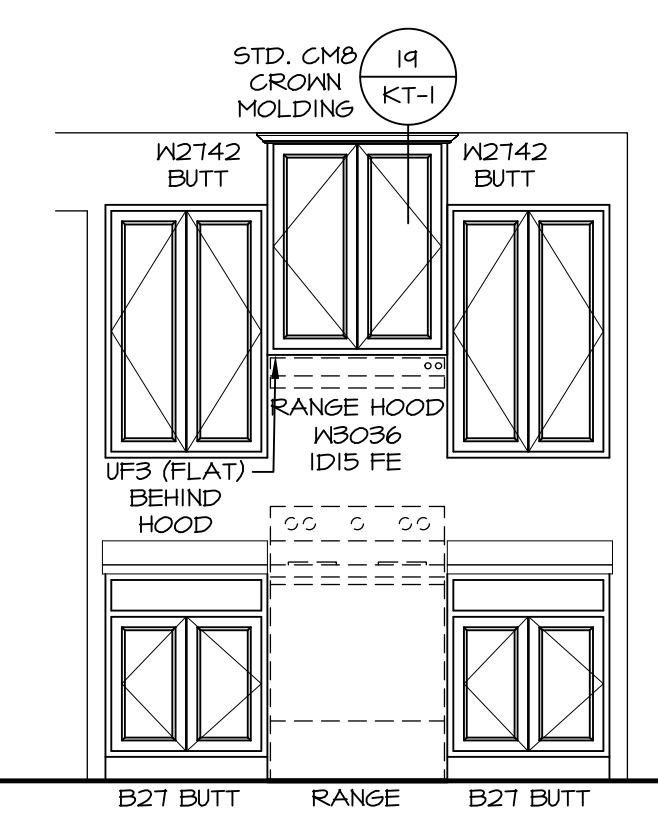 STD. CM8
CROWN
MOLDING
19
KT-1
W2742
BUTT
W2742
BUTT
RANGE HOOD
W3036
1D15 FE
UF3 (FLAT)
BEHIND
HOOD
B27 BUTT
RANGE
B27 BUTT